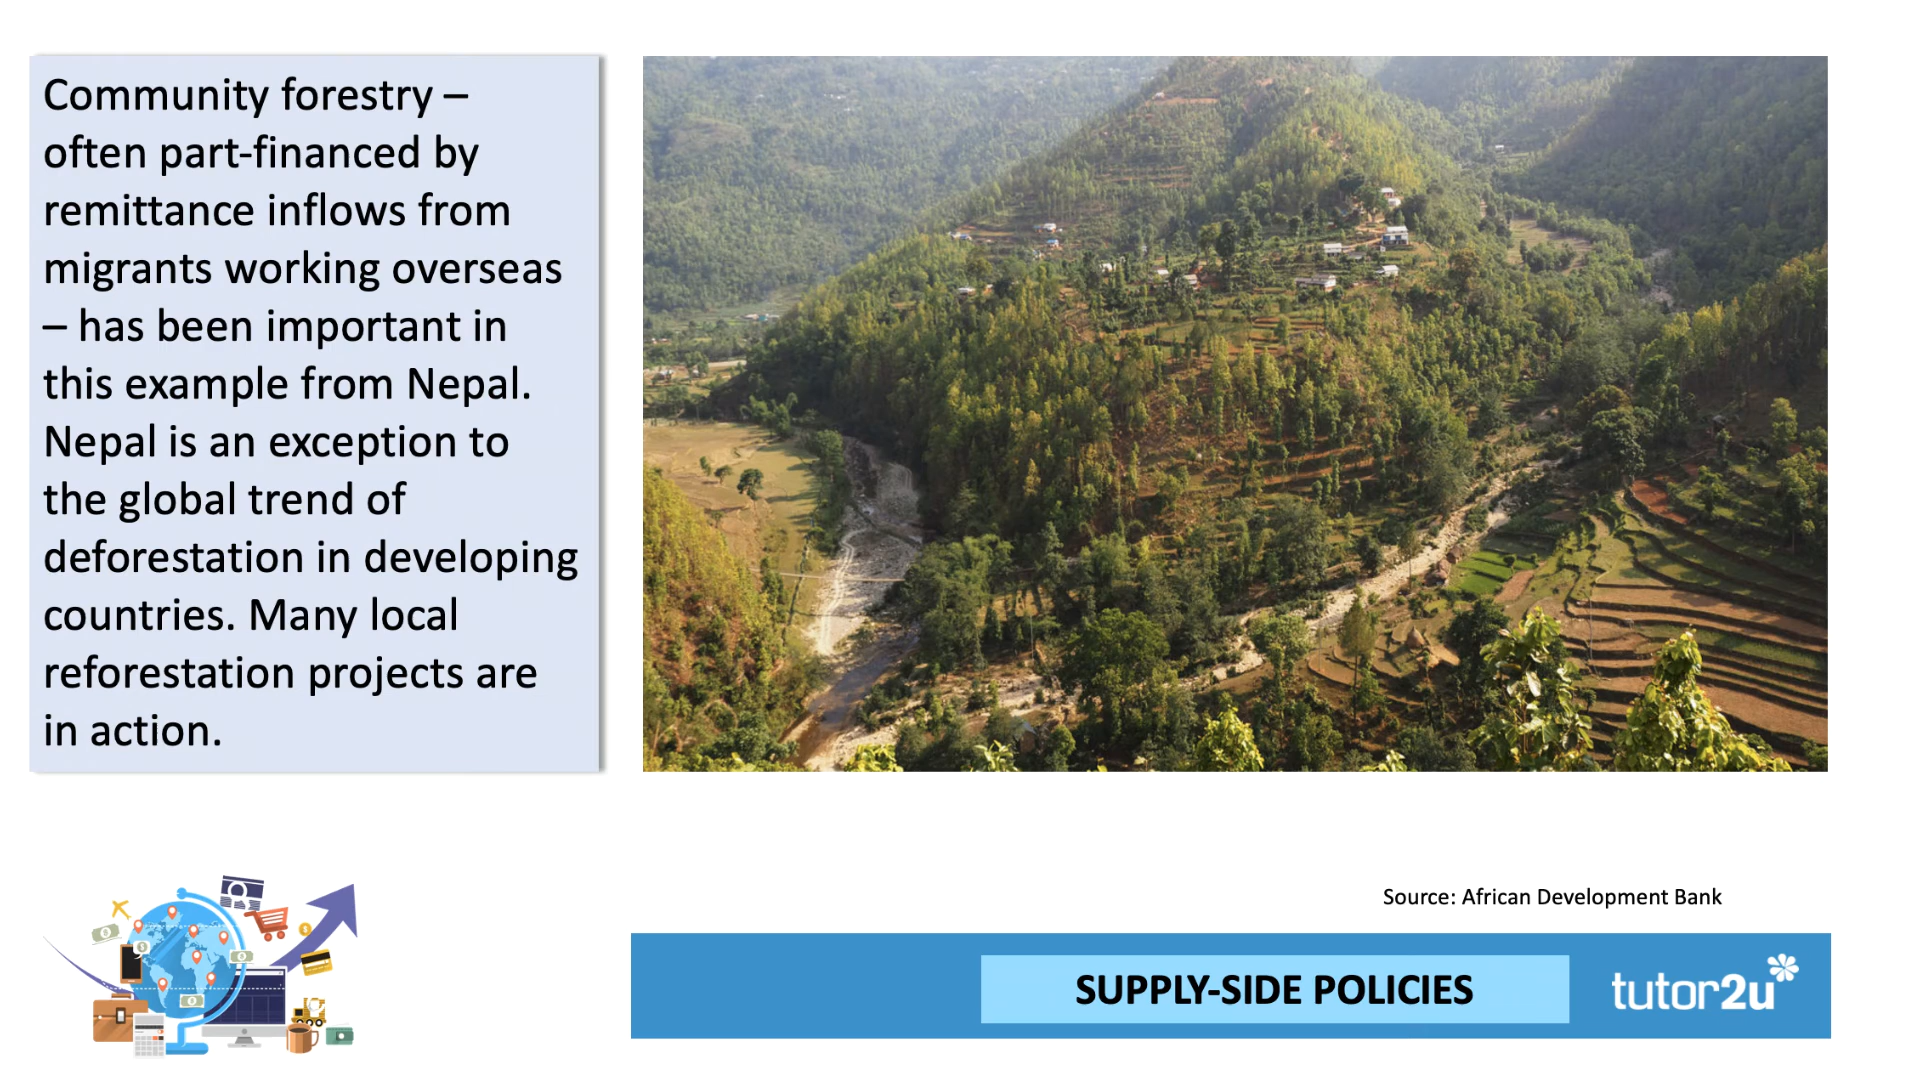 Community forestry –
often part-financed by
remittance inflows from
migrants working overseas
– has been important in
this example from Nepal.
Nepal is an exception to
the global trend of
deforestation in developing
countries. Many local
reforestation projects are
in action.
Source: African Development Bank
SUPPLY-SIDE POLICIES
tutor2u